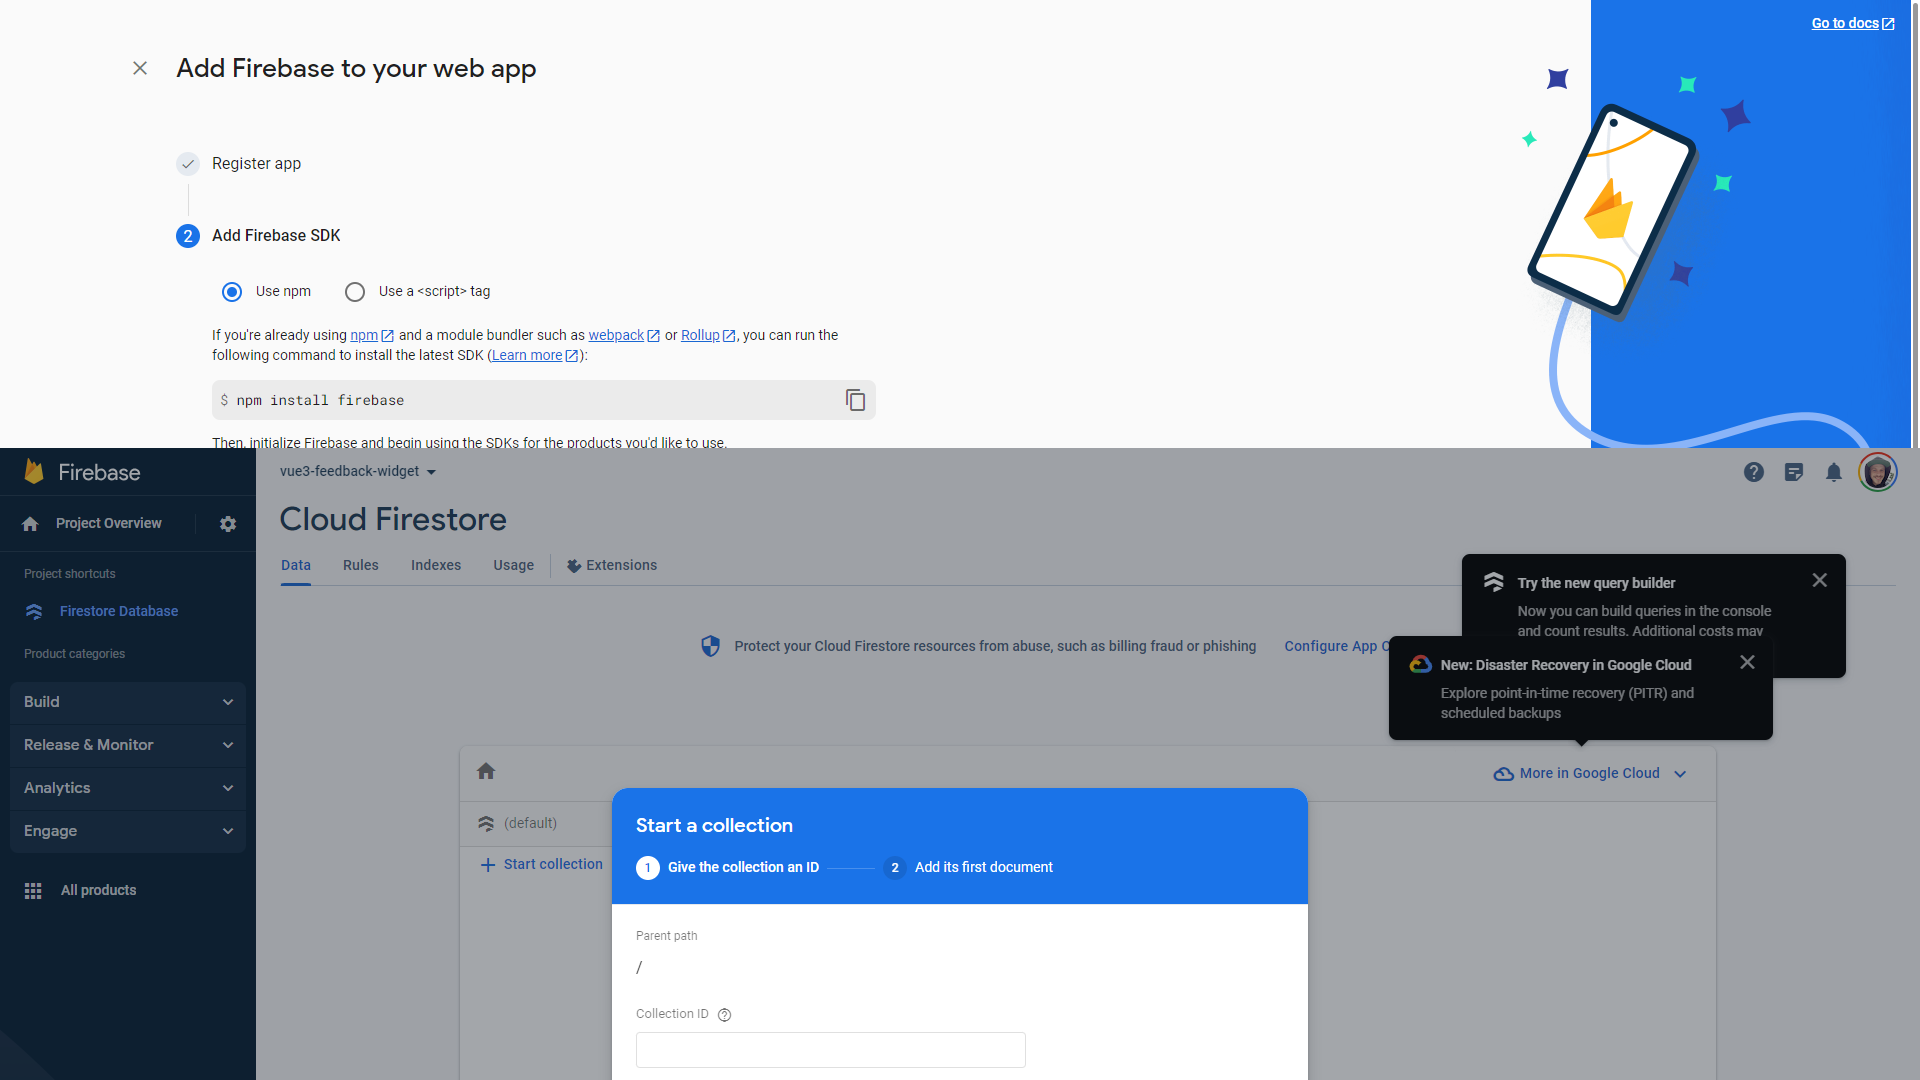 Go to docs
Add Firebase to your web app
Register app
2 Add Firebase SDK
Use npm Use a <script> tag
If you're already using npm and a module bundler such as webpack or Rollup, you can run the
following command to install the latest SDK (Learn more):
$ npm install firebase
Then, initialize Firebase and begin using the SDKs for the products you'd like to use.
Firebase
vue3-feedback-widget
Project Overview
Cloud Firestore
Data Rules Indexes Usage Extensions
Project shortcuts
Firestore Database
Product categories
Build
Release & Monitor
Analytics
Engage
All products
Try the new query builder
Now you can build queries in the console
and count results. Additional costs may
Protect your Cloud Firestore resources from abuse, such as billing fraud or phishing Configure App C
New: Disaster Recovery in Google Cloud
Explore point-in-time recovery (PITR) and
scheduled backups
More in Google Cloud
(default)
Start collection
Start a collection
1 Give the collection an ID 2 Add its first document
Parent path
/
Collection ID